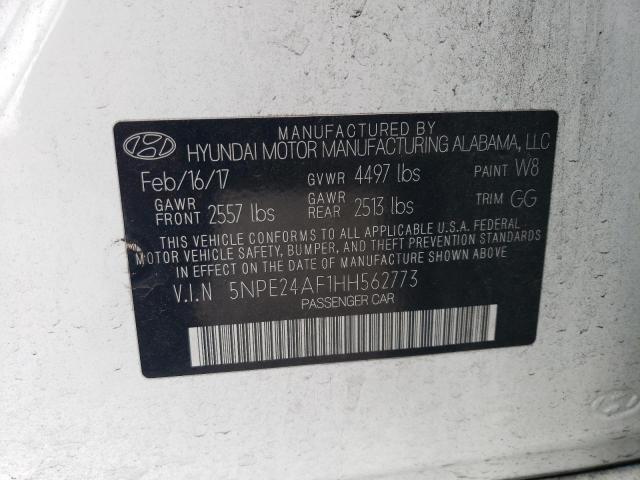 MANUFACTURED BY
HYUNDAI MOTOR MANUFACTURING ALABAMA, LLC
Feb/16/17 GVWR 4497 lbs PAINT W8
GAWR FRONT 2557 lbs GAWR REAR 2513 lbs TRIM GG
THIS VEHICLE CONFORMS TO ALL APPLICABLE U.S.A. FEDERAL
MOTOR VEHICLE SAFETY, BUMPER, AND THEFT PREVENTION STANDARDS
IN EFFECT ON THE DATE OF MANUFACTURE SHOWN ABOVE
V.I.N 5NPE24AF1HH562773
PASSENGER CAR